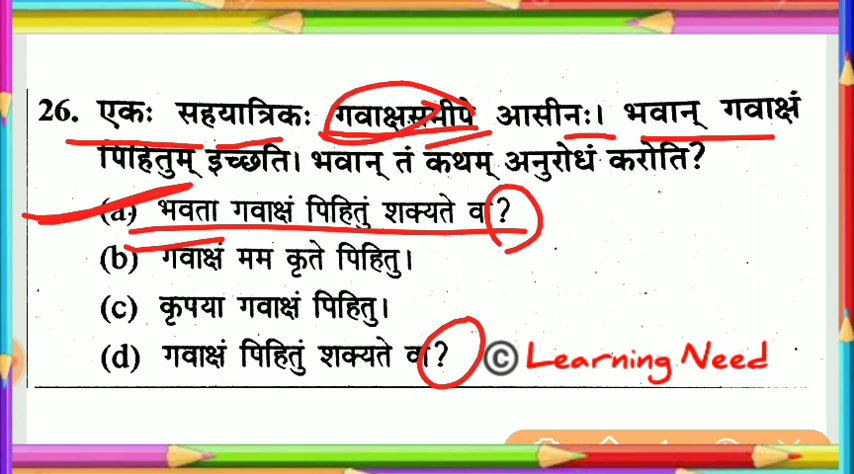 26. एकः सहयात्रिकः गवाक्षसमीपे आसीनः। भवान् गवाक्षं
पिहितुम् इच्छति। भवान् तं कथम् अनुरोधं करोति?
(a) भवता गवाक्षं पिहितुं शक्यते वा?
(b) गवाक्षं मम कृते पिहितु।
(c) कृपया गवाक्षं पिहितु।
(d) गवाक्षं पिहितुं शक्यते वा?
© Learning Need